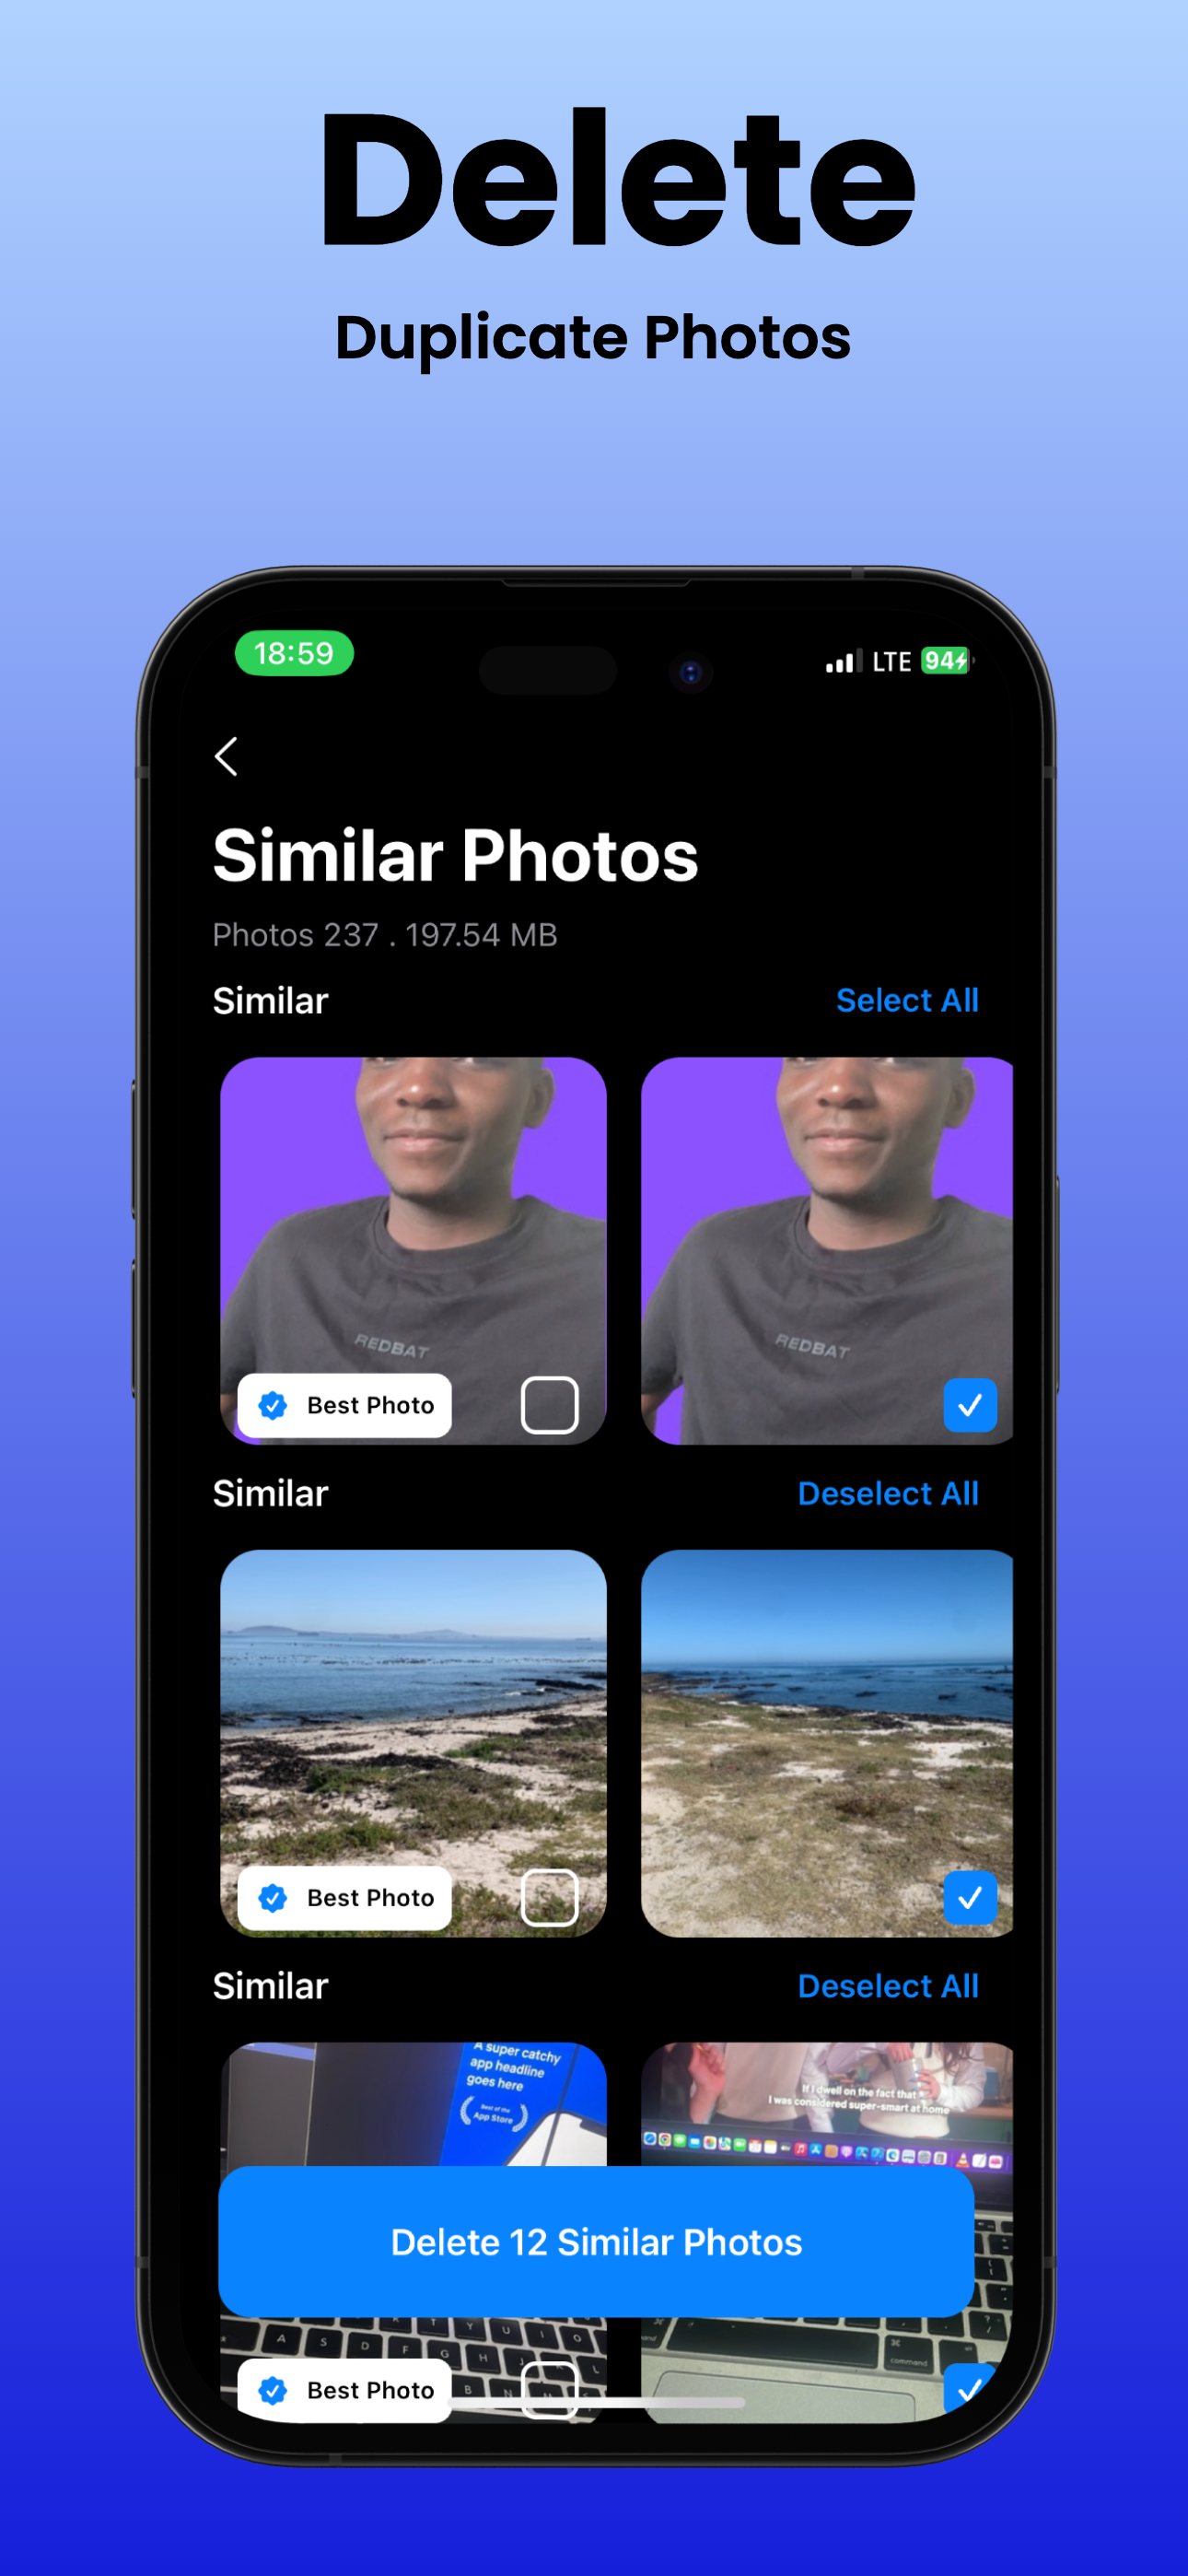 Delete
Duplicate Photos
18:59
LTE 94
Similar Photos
Photos 237 . 197.54 MB
Similar
Select All
REDBAT
REDBAT
Best Photo
Similar
Deselect All
Best Photo
Similar
Deselect All
A super catchy
app headline
goes here
Best of the
App Store
If I dwell on the fact that
I was considered super-smart at home
Delete 12 Similar Photos
A S D F G H J L
Y U I O
B
command
Best Photo